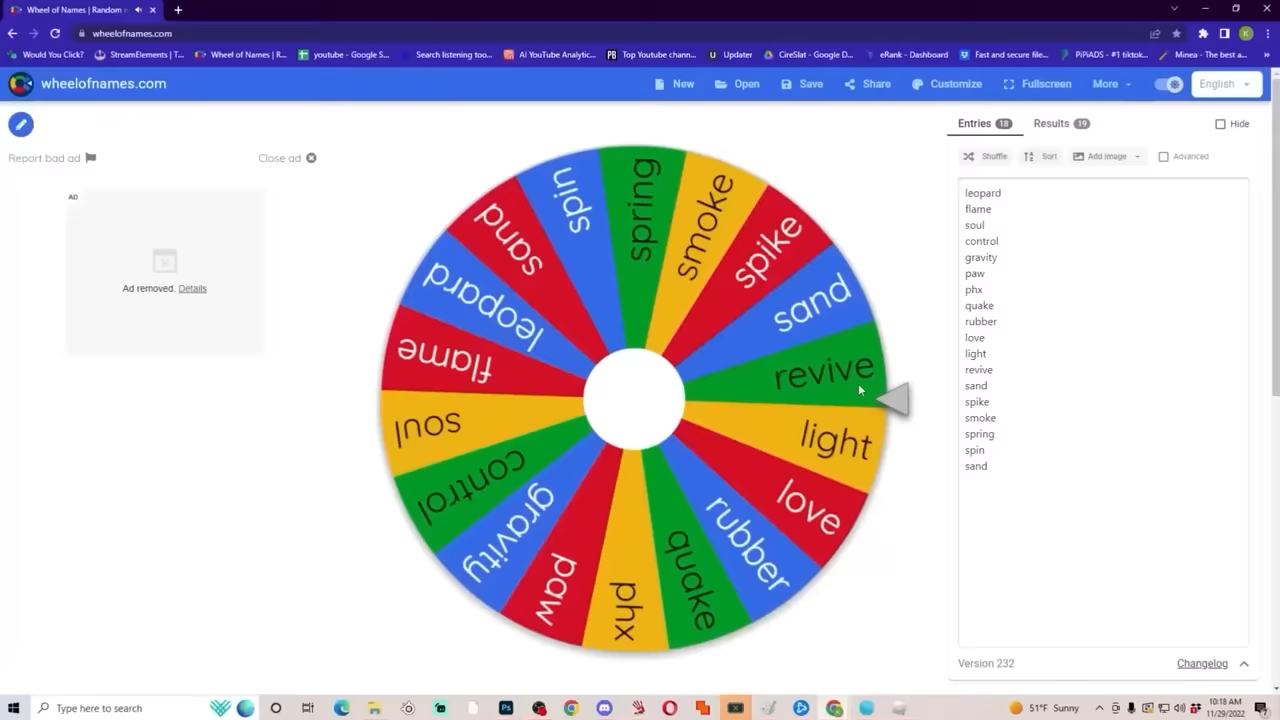 Wheel of Names | Random
wheelofnames.com
Would You Click?
StreamElements | T...
Wheel of Names | R...
youtube - Google S...
Search listening too...
AI YouTube Analytic...
Top Youtube chann...
Updater
CireSlat - Google D...
eRank - Dashboard
Fast and secure file...
PiPiADS - #1 tiktok...
Minea - The best a...
wheelofnames.com
New
Open
Save
Share
Customize
Fullscreen
More
English
Report bad ad
Close ad
AD
Ad removed. Details
spring
smoke
spike
sand
revive
light
love
rubber
quake
phx
paw
gravity
control
soul
flame
leopard
sand
spin
Entries 18
Results 19
Hide
Shuffle
Sort
Add image
Advanced
leopard
flame
soul
control
gravity
paw
phx
quake
rubber
love
light
revive
sand
spike
smoke
spring
spin
sand
Version 232
Changelog
Type here to search
51°F Sunny
10:18 AM
11/29/2022